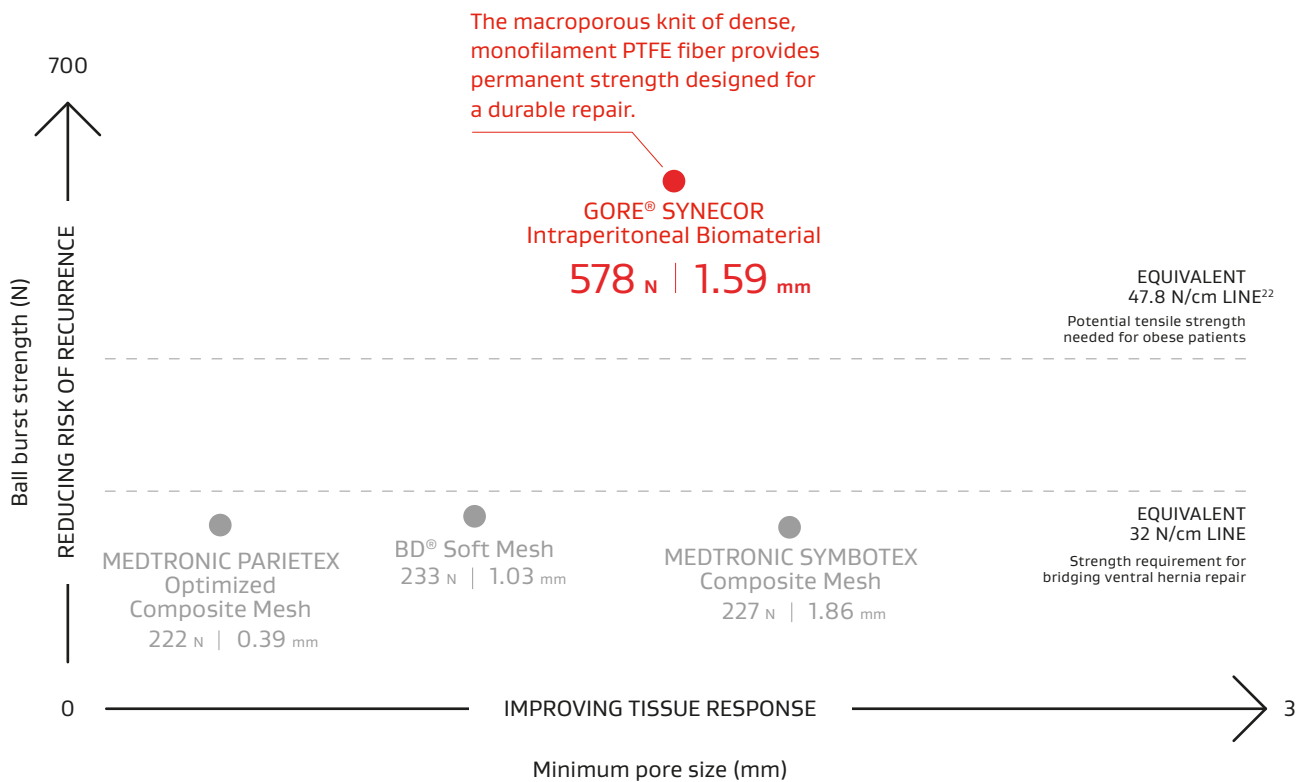 The macroporous knit of dense,
monofilament PTFE fiber provides
permanent strength designed for
a durable repair.
700
Ball burst strength (N)
REDUCING RISK OF RECURRENCE
GORE® SYNECOR
Intraperitoneal Biomaterial
578 N | 1.59 mm
EQUIVALENT
47.8 N/cm LINE²²
Potential tensile strength
needed for obese patients
MEDTRONIC PARIETEX
Optimized
Composite Mesh
222 N | 0.39 mm
BD® Soft Mesh
233 N | 1.03 mm
MEDTRONIC SYMBOTEX
Composite Mesh
227 N | 1.86 mm
EQUIVALENT
32 N/cm LINE
Strength requirement for
bridging ventral hernia repair
0
IMPROVING TISSUE RESPONSE
3
Minimum pore size (mm)